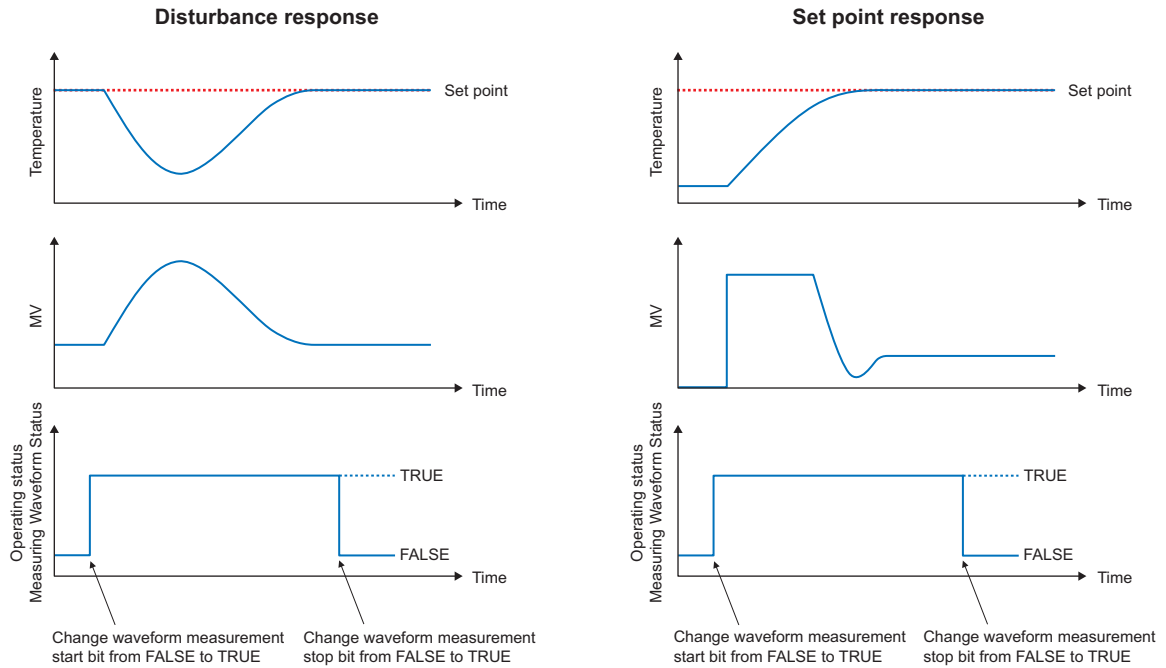 Disturbance response
Temperature
Set point
Time
MV
Time
Operating status
Measuring Waveform Status
TRUE
FALSE
Time
Change waveform measurement
start bit from FALSE to TRUE
Change waveform measurement
stop bit from FALSE to TRUE
Set point response
Temperature
Set point
Time
MV
Time
Operating status
Measuring Waveform Status
TRUE
FALSE
Time
Change waveform measurement
start bit from FALSE to TRUE
Change waveform measurement
stop bit from FALSE to TRUE